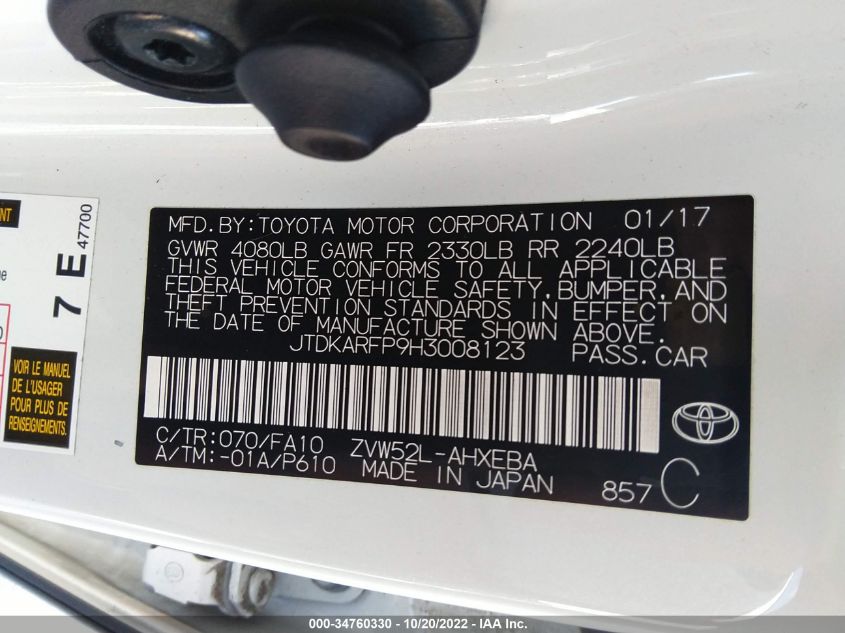 MFD. BY: TOYOTA MOTOR CORPORATION 01/17
GVWR 4080LB GAWR FR 2330LB RR 2240LB
THIS VEHICLE CONFORMS TO ALL APPLICABLE
FEDERAL MOTOR VEHICLE SAFETY, BUMPER, AND
THEFT PREVENTION STANDARDS IN EFFECT ON
THE DATE OF MANUFACTURE SHOWN ABOVE.
JTDKARFP9H3008123 PASS. CAR
C/TR: 070/FA10 ZVW52L-AHXEBA
A/TM: -01A/P610 MADE IN JAPAN
857 C
7 E 47700
VOIR LE MANUEL
DE L'USAGER
POUR PLUS DE
RENSEIGNEMENTS.
000-34760330 - 10/20/2022 - IAA Inc.